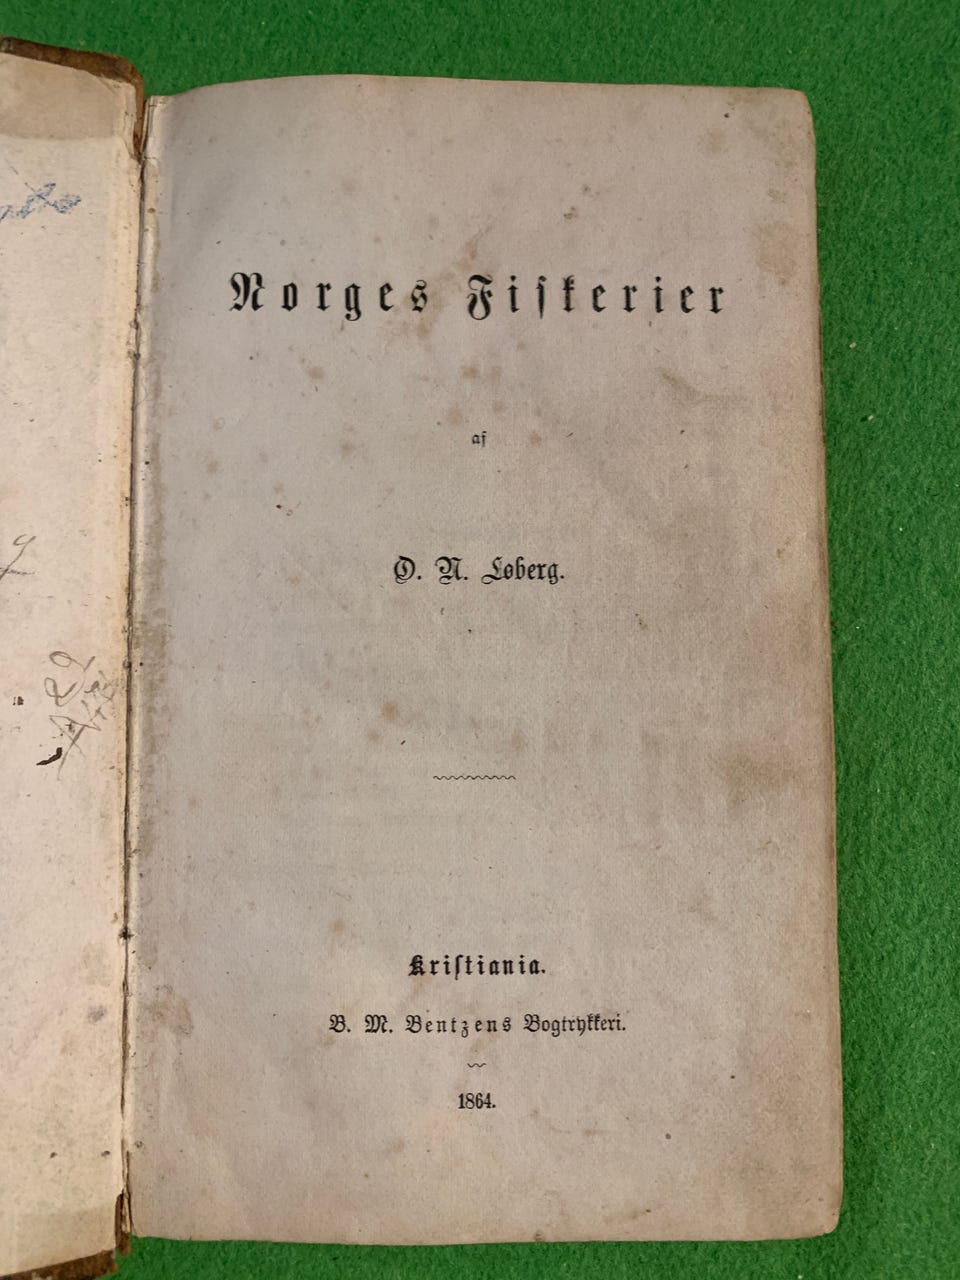 Norges Fiskerier
af
O. N. Løberg.
Kristiania.
B. M. Bentzens Bogtrykkeri.
1864.